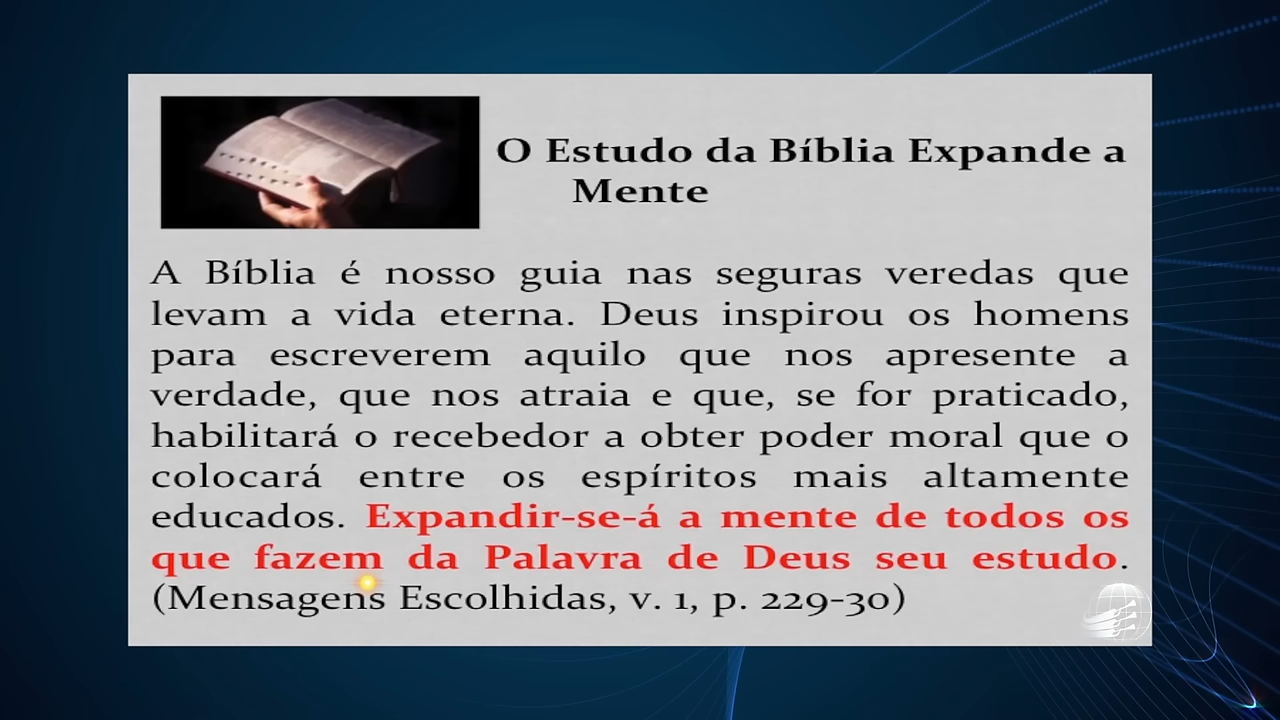 O Estudo da Bíblia Expande a
Mente
A Bíblia é nosso guia nas seguras veredas que
levam a vida eterna. Deus inspirou os homens
para escreverem aquilo que nos apresente a
verdade, que nos atraia e que, se for praticado,
habilitará o recebedor a obter poder moral que o
colocará entre os espíritos mais altamente
educados. Expandir-se-á a mente de todos os
que fazem da Palavra de Deus seu estudo.
(Mensagens Escolhidas, v. 1, p. 229-30)